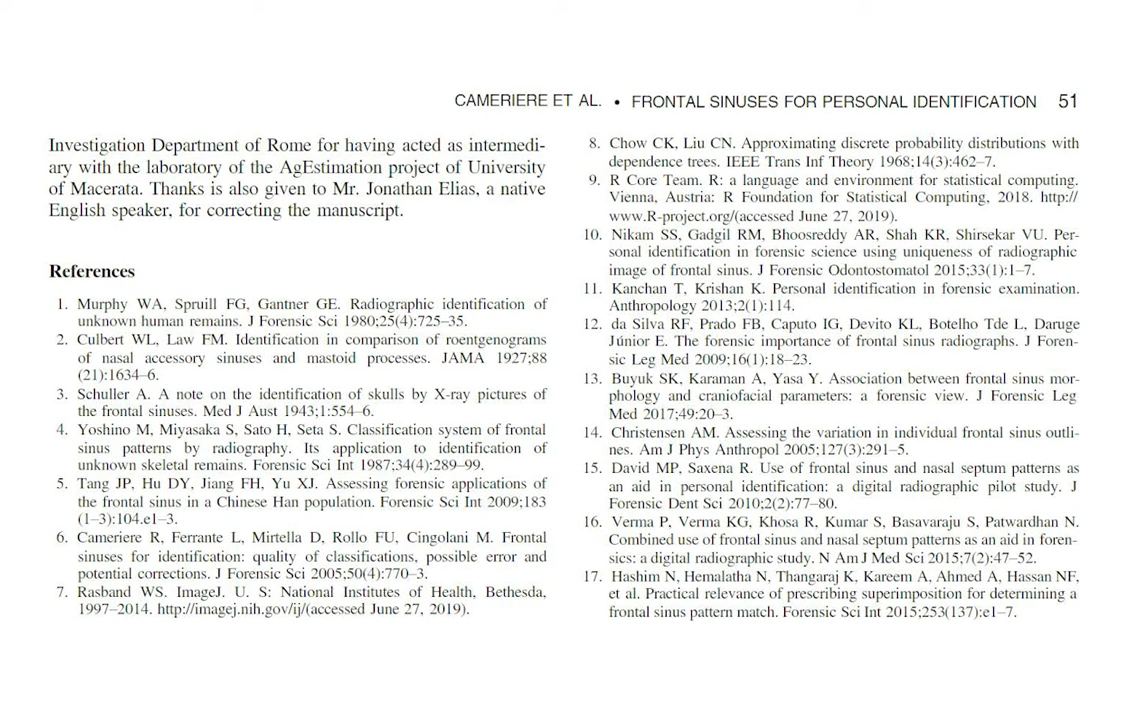 CAMERIERE ET AL. • FRONTAL SINUSES FOR PERSONAL IDENTIFICATION 51
Investigation Department of Rome for having acted as intermedi-
ary with the laboratory of the AgEstimation project of University
of Macerata. Thanks is also given to Mr. Jonathan Elias, a native
English speaker, for correcting the manuscript.
References
1. Murphy WA, Spruill FG, Gantner GE. Radiographic identification of
unknown human remains. J Forensic Sci 1980;25(4):725–35.
2. Culbert WL, Law FM. Identification in comparison of roentgenograms
of nasal accessory sinuses and mastoid processes. JAMA 1927;88
(21):1634–6.
3. Schuller A. A note on the identification of skulls by X-ray pictures of
the frontal sinuses. Med J Aust 1943;1:554–6.
4. Yoshino M, Miyasaka S, Sato H, Seta S. Classification system of frontal
sinus patterns by radiography. Its application to identification of
unknown skeletal remains. Forensic Sci Int 1987;34(4):289–99.
5. Tang JP, Hu DY, Jiang FH, Yu XJ. Assessing forensic applications of
the frontal sinus in a Chinese Han population. Forensic Sci Int 2009;183
(1–3):104.e1–3.
6. Cameriere R, Ferrante L, Mirtella D, Rollo FU, Cingolani M. Frontal
sinuses for identification: quality of classifications, possible error and
potential corrections. J Forensic Sci 2005;50(4):770–3.
7. Rasband WS. ImageJ. U. S: National Institutes of Health, Bethesda,
1997–2014. http://imagej.nih.gov/ij/(accessed June 27, 2019).
8. Chow CK, Liu CN. Approximating discrete probability distributions with
dependence trees. IEEE Trans Inf Theory 1968;14(3):462–7.
9. R Core Team. R: a language and environment for statistical computing.
Vienna, Austria: R Foundation for Statistical Computing, 2018. http://
www.R-project.org/(accessed June 27, 2019).
10. Nikam SS, Gadgil RM, Bhoosreddy AR, Shah KR, Shirsekar VU. Per-
sonal identification in forensic science using uniqueness of radiographic
image of frontal sinus. J Forensic Odontostomatol 2015;33(1):1–7.
11. Kanchan T, Krishan K. Personal identification in forensic examination.
Anthropology 2013;2(1):114.
12. da Silva RF, Prado FB, Caputo IG, Devito KL, Botelho Tde L, Daruge
Júnior E. The forensic importance of frontal sinus radiographs. J Foren-
sic Leg Med 2009;16(1):18–23.
13. Buyuk SK, Karaman A, Yasa Y. Association between frontal sinus mor-
phology and craniofacial parameters: a forensic view. J Forensic Leg
Med 2017;49:20–3.
14. Christensen AM. Assessing the variation in individual frontal sinus outli-
nes. Am J Phys Anthropol 2005;127(3):291–5.
15. David MP, Saxena R. Use of frontal sinus and nasal septum patterns as
an aid in personal identification: a digital radiographic pilot study. J
Forensic Dent Sci 2010;2(2):77–80.
16. Verma P, Verma KG, Khosa R, Kumar S, Basavaraju S, Patwardhan N.
Combined use of frontal sinus and nasal septum patterns as an aid in foren-
sics: a digital radiographic study. N Am J Med Sci 2015;7(2):47–52.
17. Hashim N, Hemalatha N, Thangaraj K, Kareem A, Ahmed A, Hassan NF,
et al. Practical relevance of prescribing superimposition for determining a
frontal sinus pattern match. Forensic Sci Int 2015;253(137):e1–7.